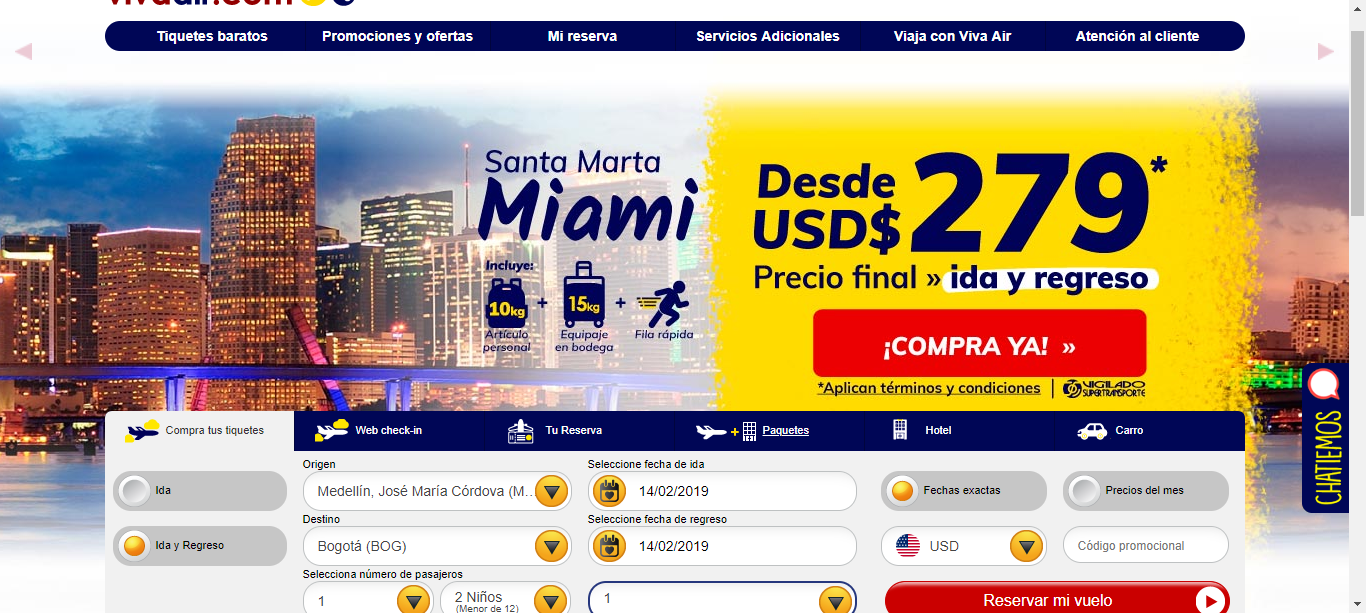 vivaair.com
Tiquetes baratos
Promociones y ofertas
Mi reserva
Servicios Adicionales
Viaja con Viva Air
Atención al cliente
Santa Marta
Miami
Incluye:
10kg + 15kg +
Artículo personal
Equipaje en bodega
Fila rápida
Desde
USD$ 279*
Precio final » ida y regreso
¡COMPRA YA! »
*Aplican términos y condiciones | VIGILADO
SUPERTRANSPORTE
CHATIEMOS
Compra tus tiquetes
Web check-in
Tu Reserva
+ Paquetes
Hotel
Carro
Ida
Ida y Regreso
Origen
Medellín, José María Córdova (M...
Destino
Bogotá (BOG)
Selecciona número de pasajeros
1
2 Niños
(Menor de 12)
1
Seleccione fecha de ida
14/02/2019
Seleccione fecha de regreso
14/02/2019
Fechas exactas
Precios del mes
USD
Código promocional
Reservar mi vuelo